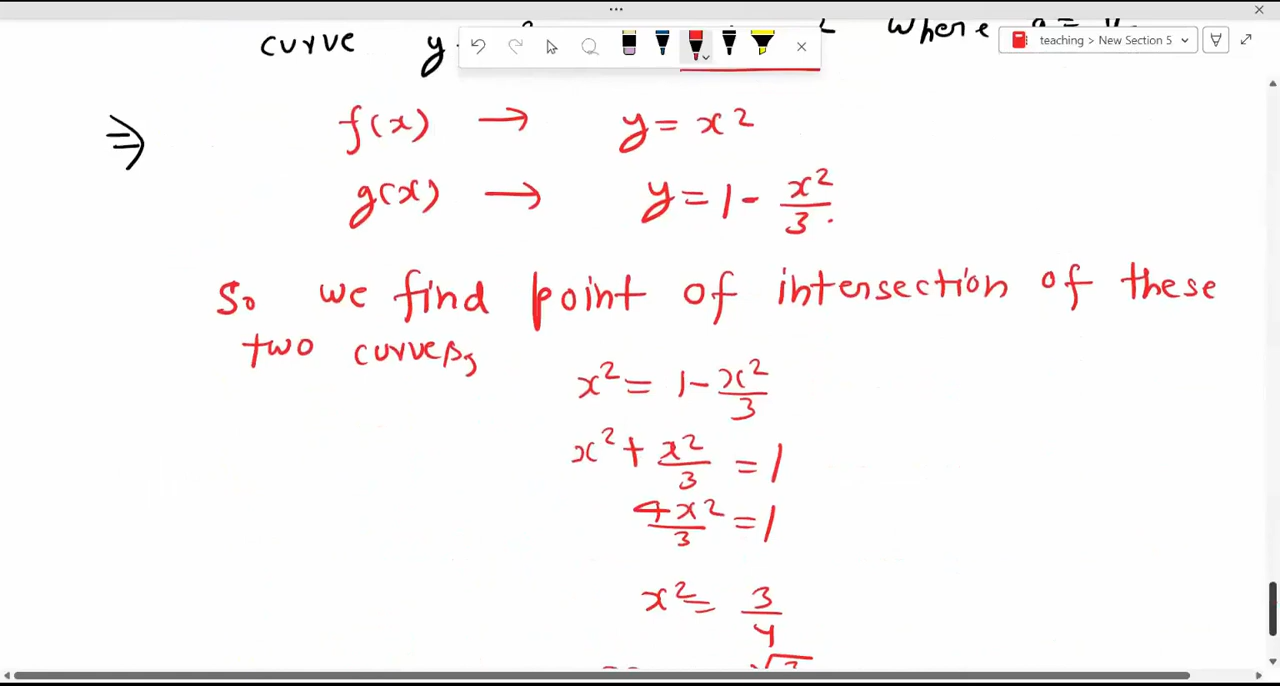 teaching > New Section 5
curve y where
⇒ f(x) → y = x²
g(x) → y = 1 - x²/3
So we find point of intersection of these
two curves,
x² = 1 - x²/3
x² + x²/3 = 1
4x²/3 = 1
x² = 3/4